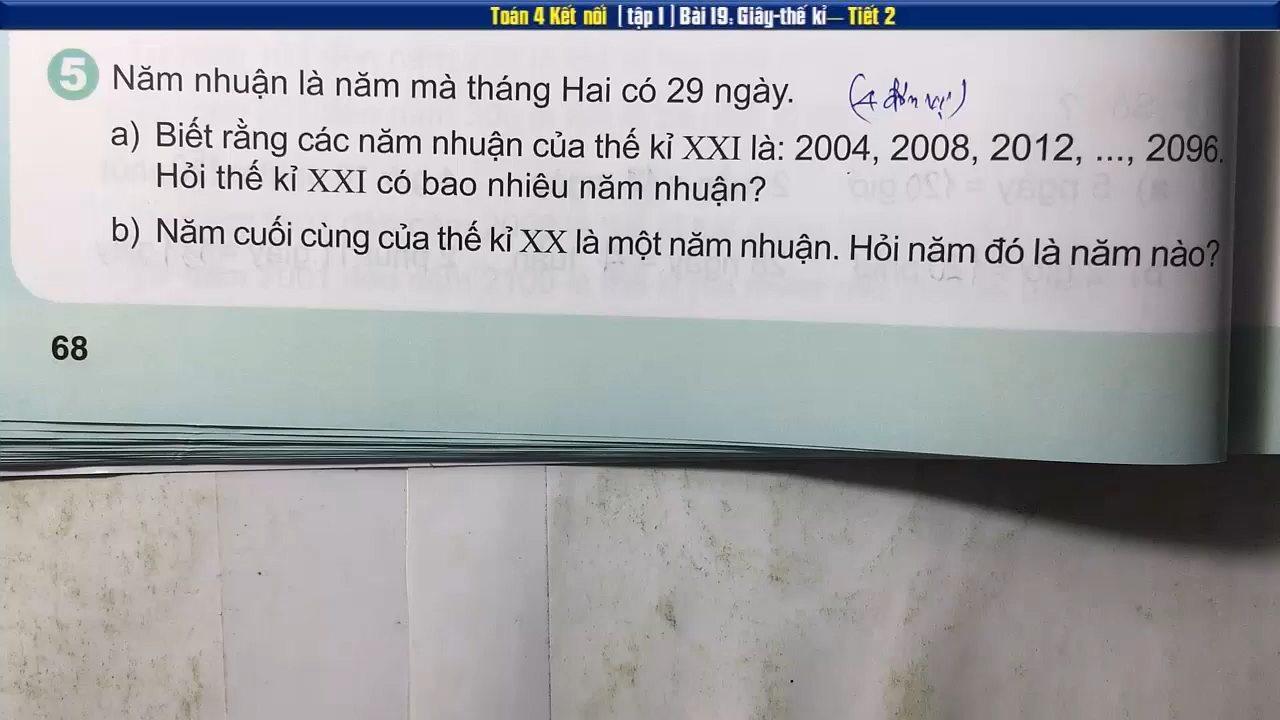 Toán 4 Kết nối ( tập 1 ) Bài 19: Giây-thế kỉ— Tiết 2
5 Năm nhuận là năm mà tháng Hai có 29 ngày. (4 đơn vị)
a) Biết rằng các năm nhuận của thế kỉ XXI là: 2004, 2008, 2012, ..., 2096.
Hỏi thế kỉ XXI có bao nhiêu năm nhuận?
b) Năm cuối cùng của thế kỉ XX là một năm nhuận. Hỏi năm đó là năm nào?
68